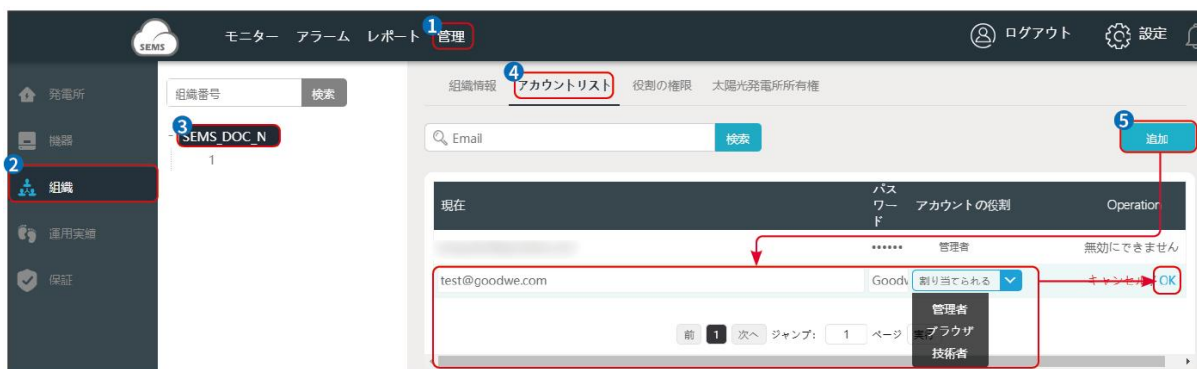 SEMS
モニター アラーム レポート 1 管理
ログアウト 設定
発電所
機器
2
組織
運用実績
保証
組織番号 検索
3
SEMS_DOC_N
1
組織情報 4 アカウントリスト 役割の権限 太陽光発電所所有権
Email 検索
5 追加
現在 パスワード アカウントの役割 Operation
•••••• 管理者 無効にできません
test@goodwe.com Goodw 割り当てられる キャンセル OK
管理者
ブラウザ
技術者
前 1 次へ ジャンプ: 1 ページ